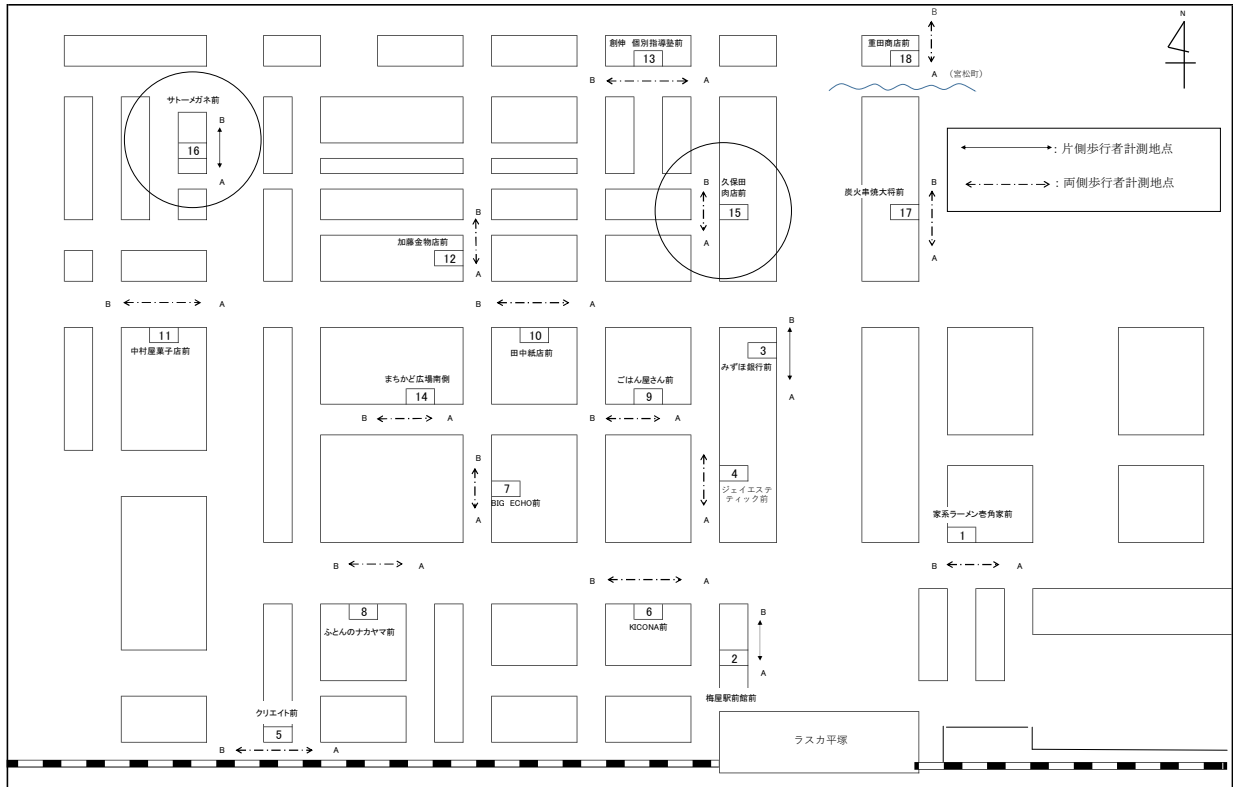 B
N
創伸 個別指導塾前
13
B
A
重田商店前
18
A
(宮松町)
サトーメガネ前
B
16
A
:片側歩行者計測地点
:両側歩行者計測地点
久保田
肉店前
B
15
A
炭火串焼大将前
B
17
A
加藤金物店前
B
12
A
B
A
B
A
11
中村屋菓子店前
10
田中紙店前
B
3
みずほ銀行前
A
まちかど広場南側
14
B
A
ごはん屋さん前
9
B
A
B
7
BIG ECHO前
A
4
ジェイエステ
ティック前
家系ラーメン壱角家前
1
B
A
B
A
B
A
8
ふとんのナカヤマ前
6
KICONA前
B
2
A
梅屋駅前館前
クリエイト前
5
B
A
ラスカ平塚